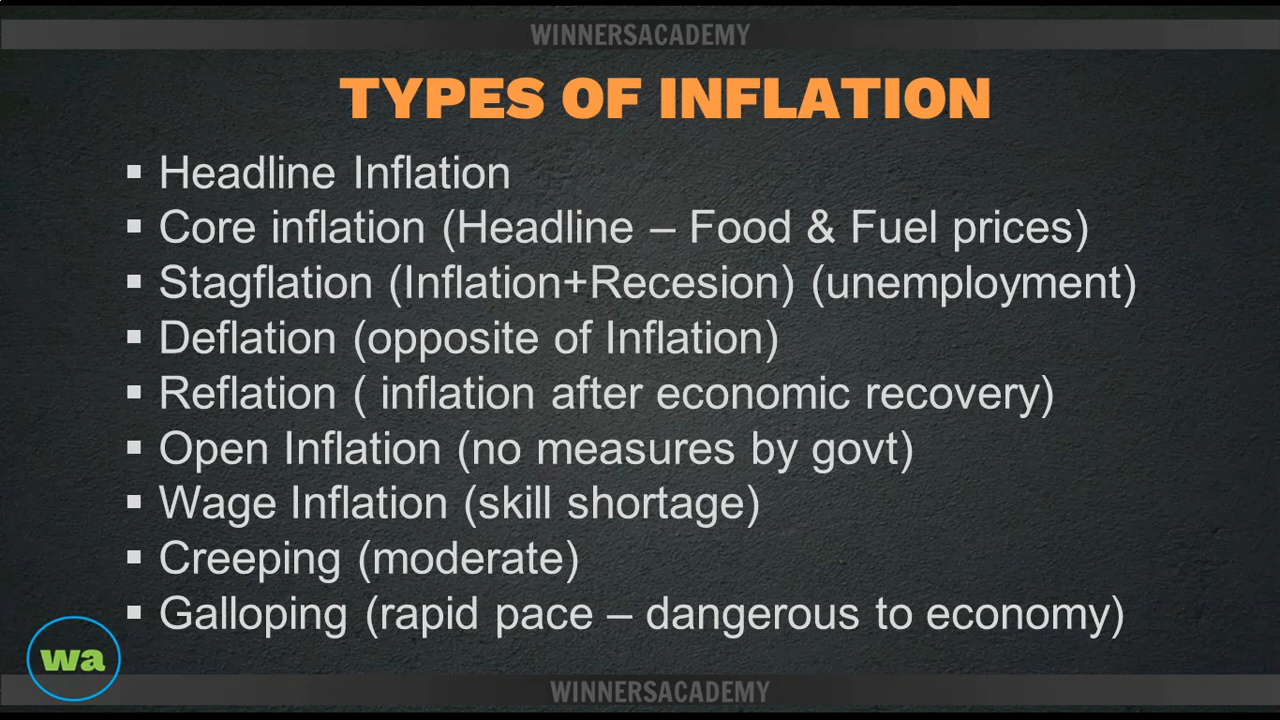 WINNERSACADEMY
TYPES OF INFLATION
▪ Headline Inflation
▪ Core inflation (Headline – Food & Fuel prices)
▪ Stagflation (Inflation+Recesion) (unemployment)
▪ Deflation (opposite of Inflation)
▪ Reflation ( inflation after economic recovery)
▪ Open Inflation (no measures by govt)
▪ Wage Inflation (skill shortage)
▪ Creeping (moderate)
▪ Galloping (rapid pace – dangerous to economy)
wa
WINNERSACADEMY